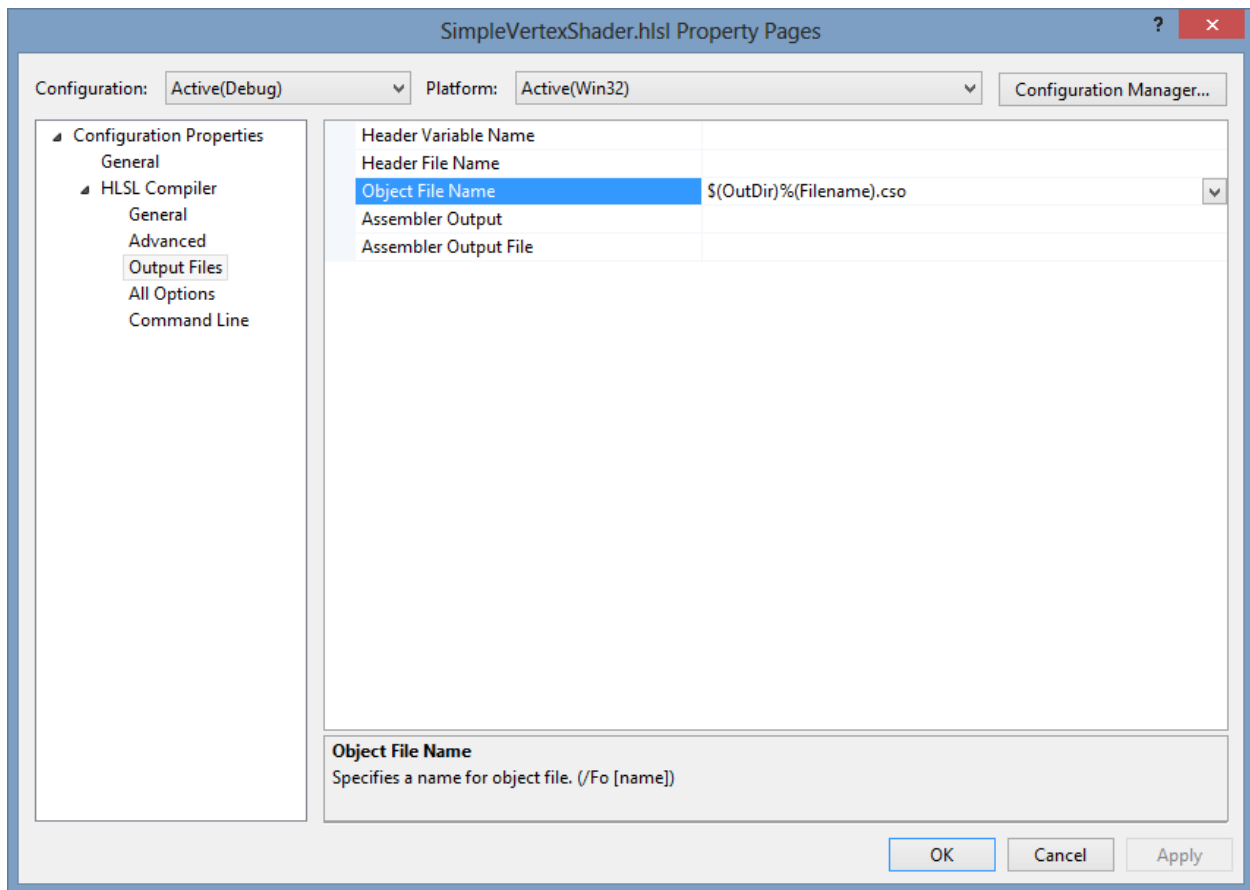 SimpleVertexShader.hlsl Property Pages
?
Configuration: Active(Debug) Platform: Active(Win32) Configuration Manager...
Configuration Properties
General
HLSL Compiler
General
Advanced
Output Files
All Options
Command Line
Header Variable Name
Header File Name
Object File Name $(OutDir)%(Filename).cso
Assembler Output
Assembler Output File
Object File Name
Specifies a name for object file. (/Fo [name])
OK Cancel Apply